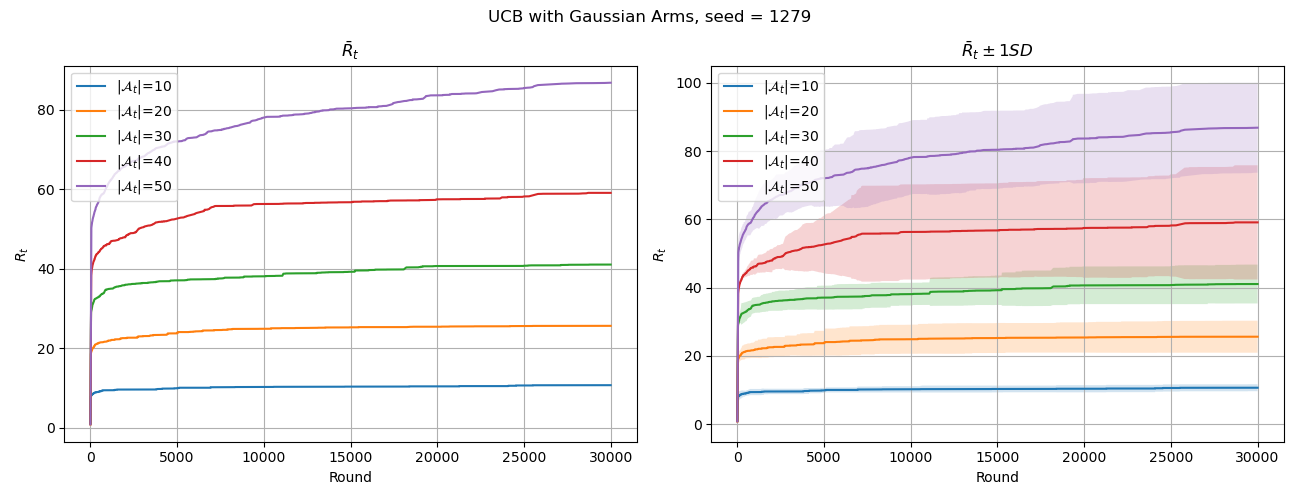 UCB with Gaussian Arms, seed = 1279
R̄ₜ
|𝒜ₜ|=10
|𝒜ₜ|=20
|𝒜ₜ|=30
|𝒜ₜ|=40
|𝒜ₜ|=50
Rₜ
80
60
40
20
0
0 5000 10000 15000 20000 25000 30000
Round
R̄ₜ ± 1SD
|𝒜ₜ|=10
|𝒜ₜ|=20
|𝒜ₜ|=30
|𝒜ₜ|=40
|𝒜ₜ|=50
Rₜ
100
80
60
40
20
0
0 5000 10000 15000 20000 25000 30000
Round